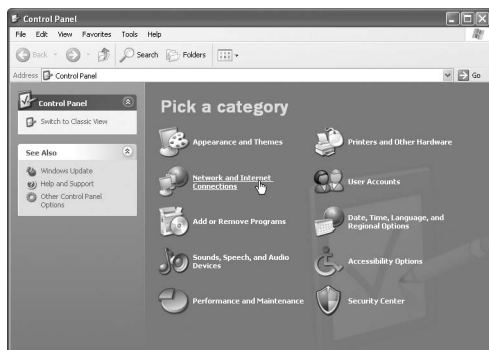 Control Panel
File Edit View Favorites Tools Help
Back Search Folders
Address Control Panel Go
Control Panel
Switch to Classic View
See Also
Windows Update
Help and Support
Other Control Panel
Options
Pick a category
Appearance and Themes
Printers and Other Hardware
Network and Internet
Connections
User Accounts
Add or Remove Programs
Date, Time, Language, and
Regional Options
Sounds, Speech, and Audio
Devices
Accessibility Options
Performance and Maintenance
Security Center